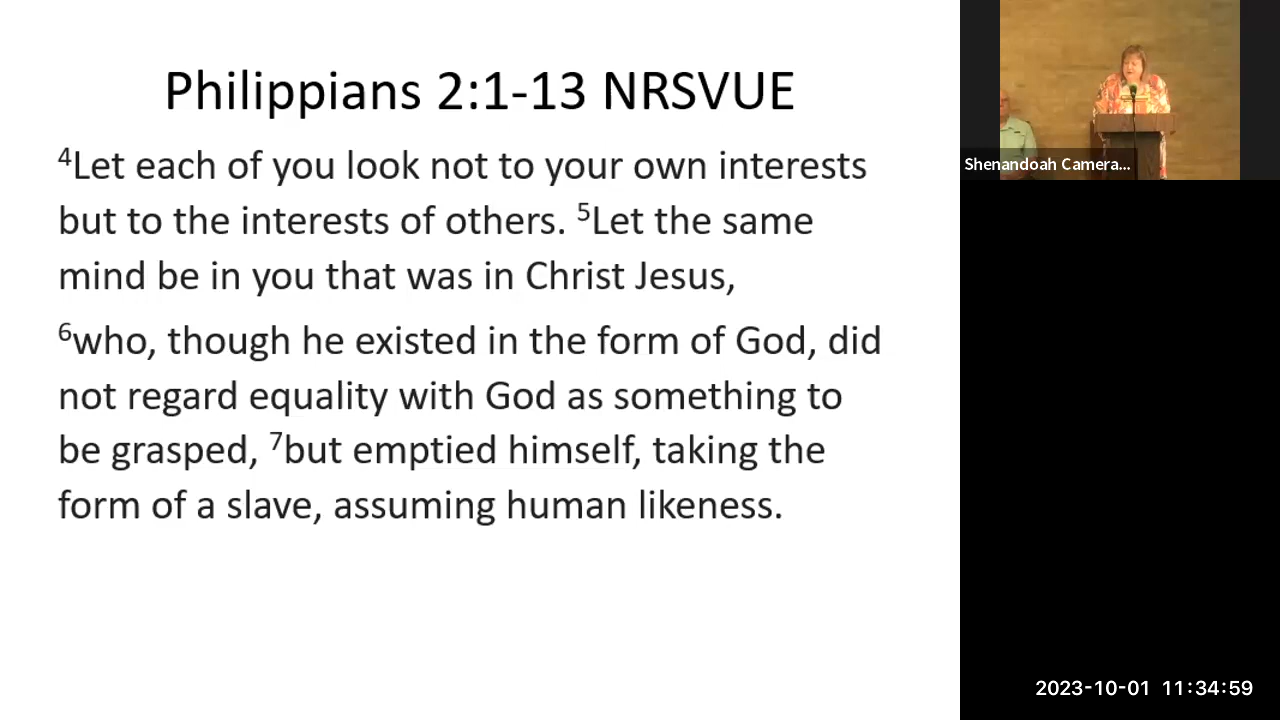 Philippians 2:1-13 NRSVUE
⁴Let each of you look not to your own interests
but to the interests of others. ⁵Let the same
mind be in you that was in Christ Jesus,
⁶who, though he existed in the form of God, did
not regard equality with God as something to
be grasped, ⁷but emptied himself, taking the
form of a slave, assuming human likeness.
Shenandoah Camera...
2023-10-01 11:34:59